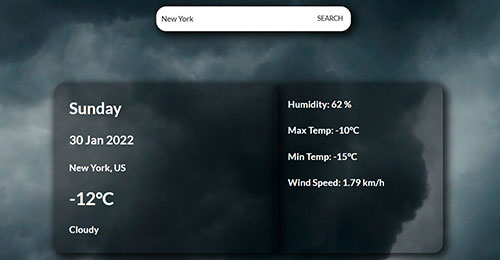 New York SEARCH
Sunday
30 Jan 2022
New York, US
-12°C
Cloudy
Humidity: 62 %
Max Temp: -10°C
Min Temp: -15°C
Wind Speed: 1.79 km/h